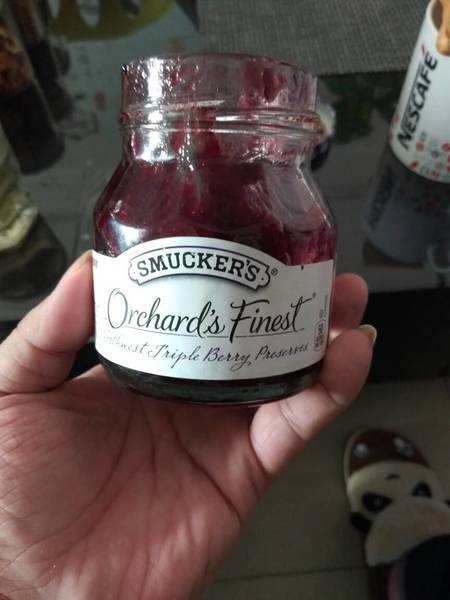 SMUCKER'S®
Orchard's Finest®
Triple Berry Preserves
NESCAFÉ